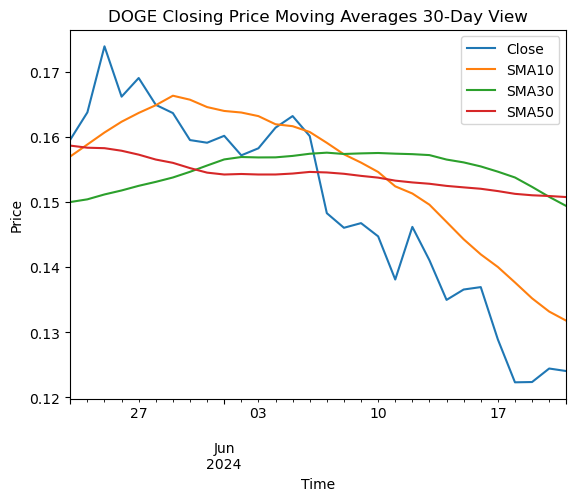 DOGE Closing Price Moving Averages 30-Day View
Close
SMA10
SMA30
SMA50
Price
0.17
0.16
0.15
0.14
0.13
0.12
27 03 10 17
Jun
2024
Time